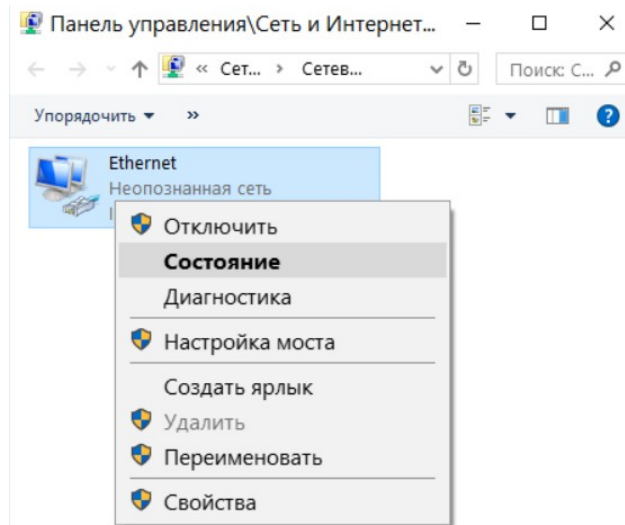 Панель управления\Сеть и Интернет...
« Сет... › Сетев...
Поиск: С...
Упорядочить »
Ethernet
Неопознанная сеть
Отключить
Состояние
Диагностика
Настройка моста
Создать ярлык
Удалить
Переименовать
Свойства